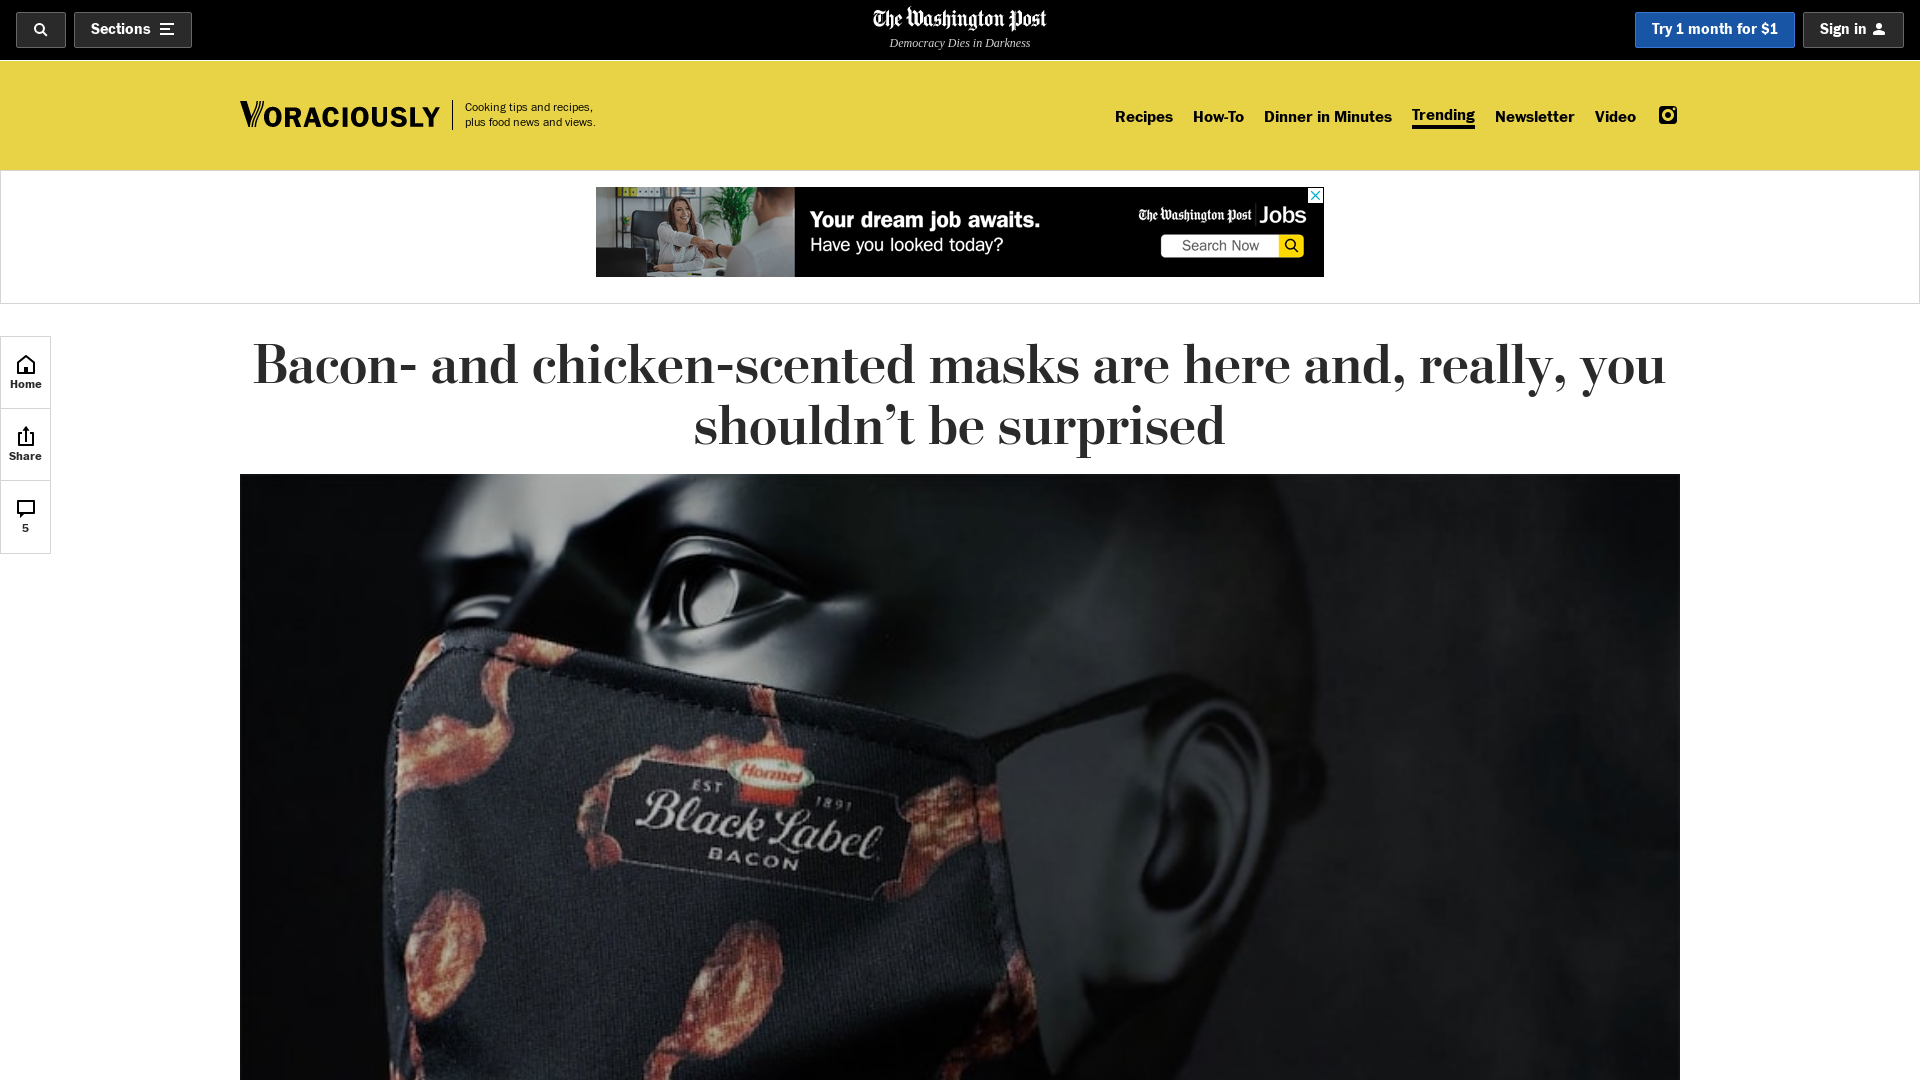 Sections
The Washington Post
Democracy Dies in Darkness
Try 1 month for $1
Sign in
VORACIOUSLY
Cooking tips and recipes,
plus food news and views.
Recipes
How-To
Dinner in Minutes
Trending
Newsletter
Video
Your dream job awaits.
Have you looked today?
The Washington Post
Jobs
Search Now
Home
Share
5
Bacon- and chicken-scented masks are here and, really, you
shouldn’t be surprised
Hormel
EST 1891
Black Label
BACON